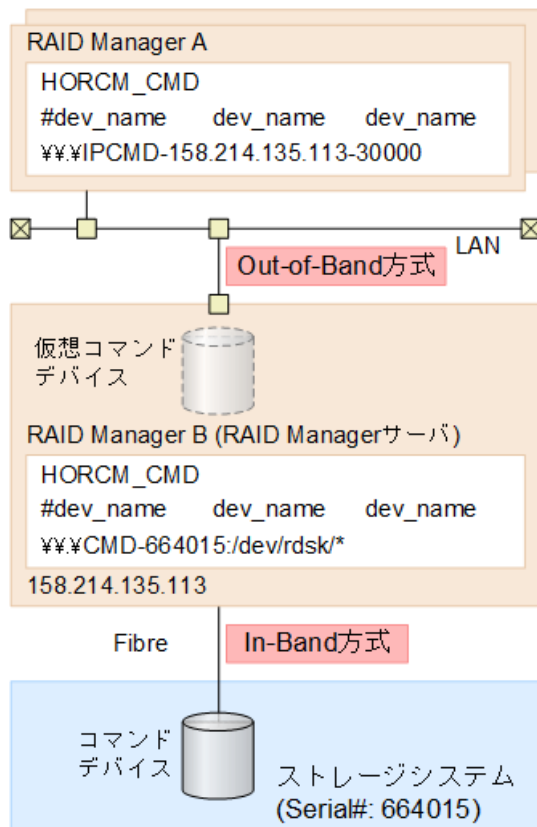 RAID Manager A
HORCM_CMD
#dev_name dev_name dev_name
¥¥.¥IPCMD-158.214.135.113-30000
LAN
Out-of-Band方式
仮想コマンド
デバイス
RAID Manager B (RAID Managerサーバ)
HORCM_CMD
#dev_name dev_name dev_name
¥¥.¥CMD-664015:/dev/rdsk/*
158.214.135.113
Fibre
In-Band方式
コマンド
デバイス
ストレージシステム
(Serial#: 664015)